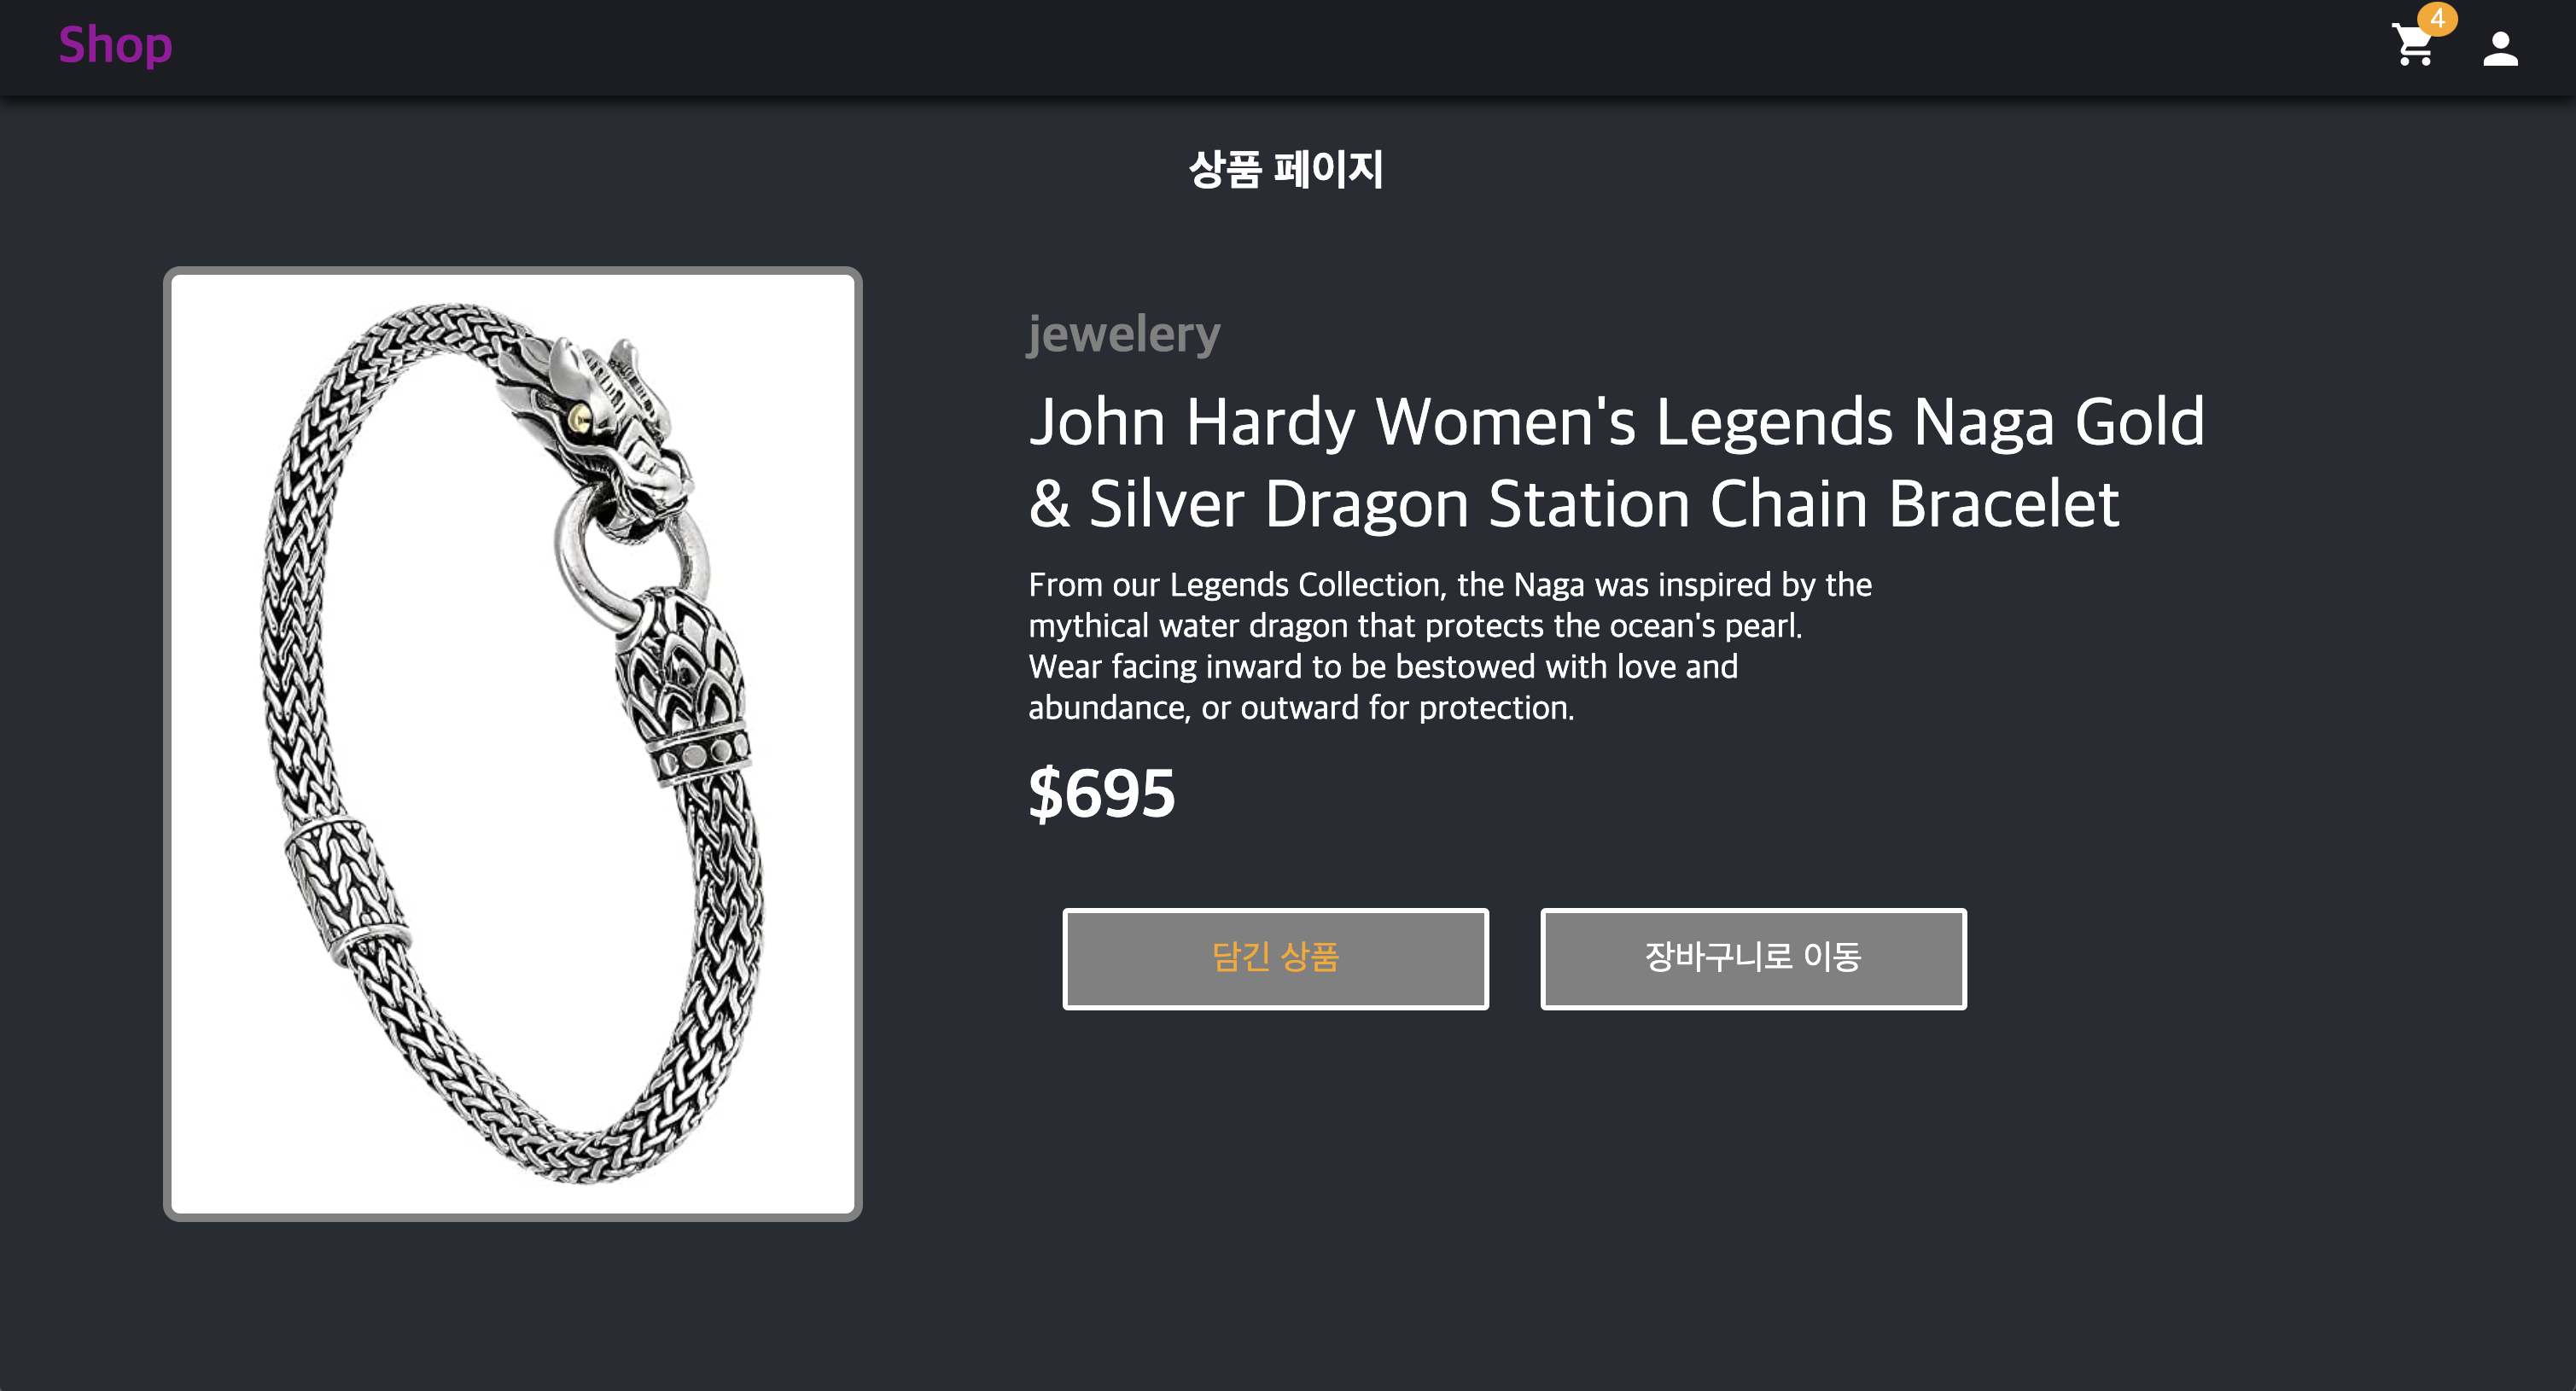 Shop
4
상품 페이지
jewelery
John Hardy Women's Legends Naga Gold
& Silver Dragon Station Chain Bracelet
From our Legends Collection, the Naga was inspired by the
mythical water dragon that protects the ocean's pearl.
Wear facing inward to be bestowed with love and
abundance, or outward for protection.
$695
담긴 상품
장바구니로 이동